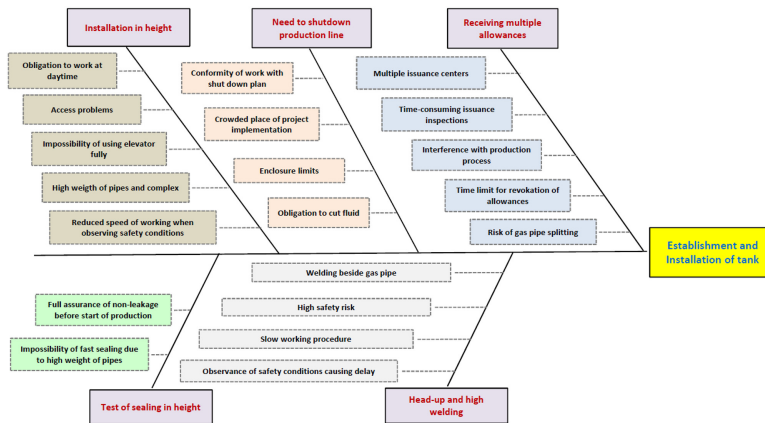 Installation in height
Need to shutdown
production line
Receiving multiple
allowances
Obligation to work at
daytime
Access problems
Impossibility of using elevator
fully
High weigth of pipes and complex
Reduced speed of working when
observing safety conditions
Conformity of work with
shut down plan
Crowded place of project
implementation
Enclosure limits
Obligation to cut fluid
Multiple issuance centers
Time-consuming issuance
inspections
Interference with production
process
Time limit for revokation of
allowances
Risk of gas pipe splitting
Establishment and
Installation of tank
Full assurance of non-leakage
before start of production
Impossibility of fast sealing due
to high weight of pipes
Welding beside gas pipe
High safety risk
Slow working procedure
Observance of safety conditions causing delay
Test of sealing in height
Head-up and high
welding